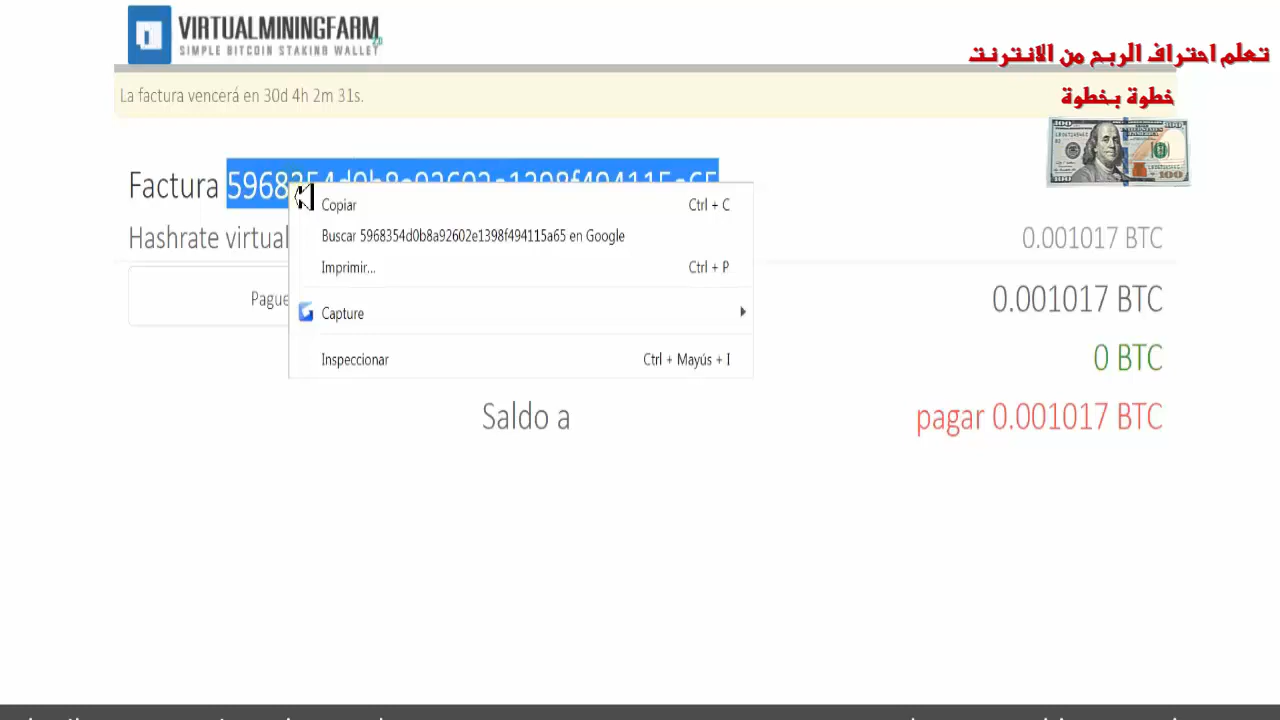 VIRTUALMININGFARM
SIMPLE BITCOIN STAKING WALLET
تعلم احتراف الربح من الانترنت
خطوة بخطوة
La factura vencerá en 30d 4h 2m 31s.
Factura 5968354d0b8a92602e1398f494115a65
Copiar Ctrl + C
Buscar 5968354d0b8a92602e1398f494115a65 en Google
Imprimir... Ctrl + P
Capture
Inspeccionar Ctrl + Mayús + I
Hashrate virtual 0.001017 BTC
Pague 0.001017 BTC
0 BTC
Saldo a pagar 0.001017 BTC